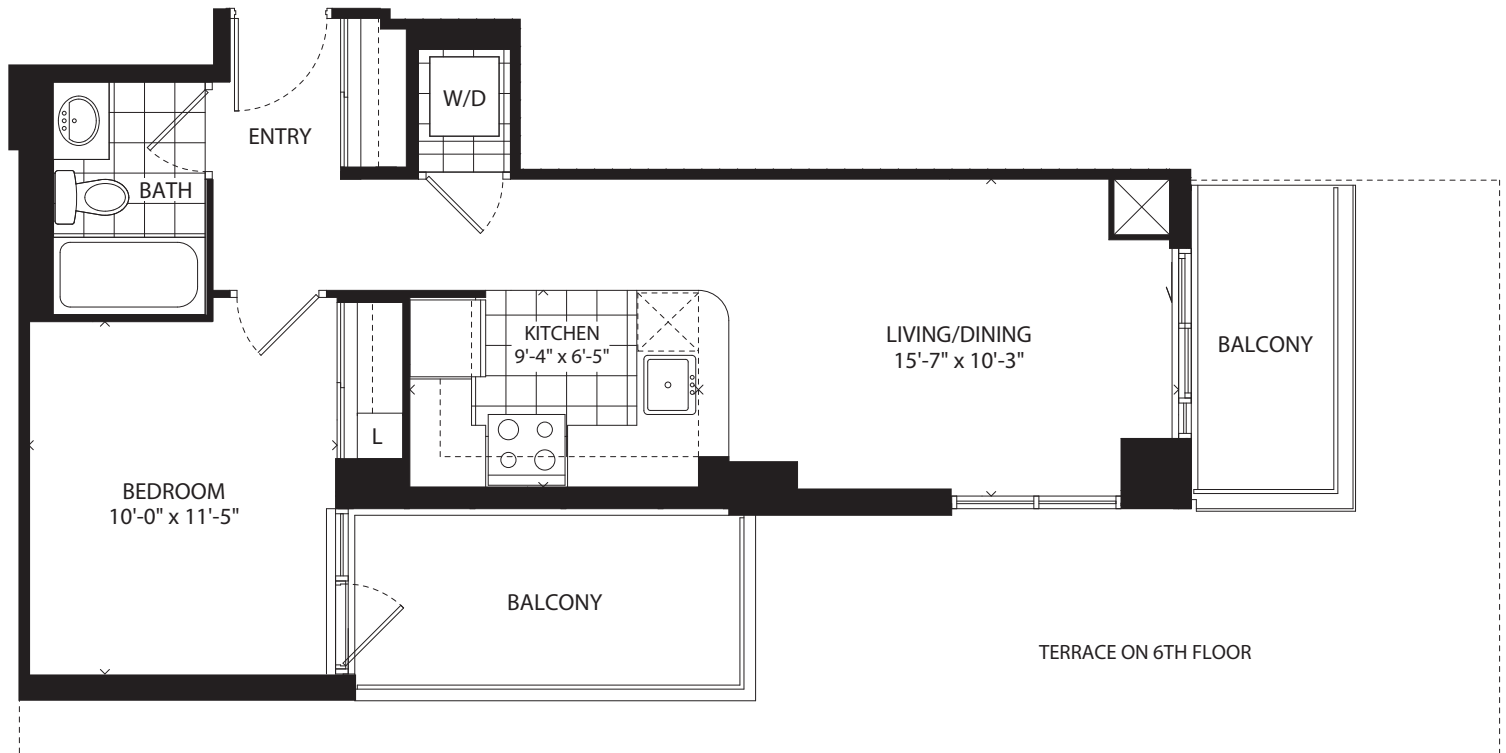 W/D
ENTRY
BATH
KITCHEN
9'-4" x 6'-5"
LIVING/DINING
15'-7" x 10'-3"
BALCONY
L
BEDROOM
10'-0" x 11'-5"
BALCONY
TERRACE ON 6TH FLOOR